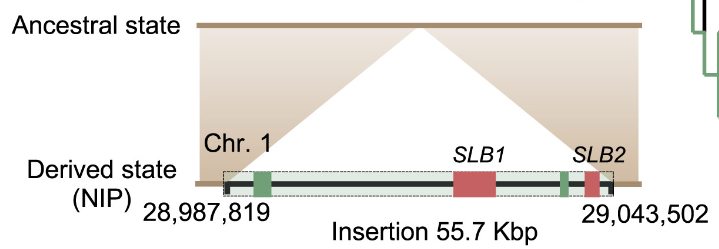 Ancestral state
Chr. 1
SLB1
SLB2
Derived state
(NIP)
28,987,819
29,043,502
Insertion 55.7 Kbp